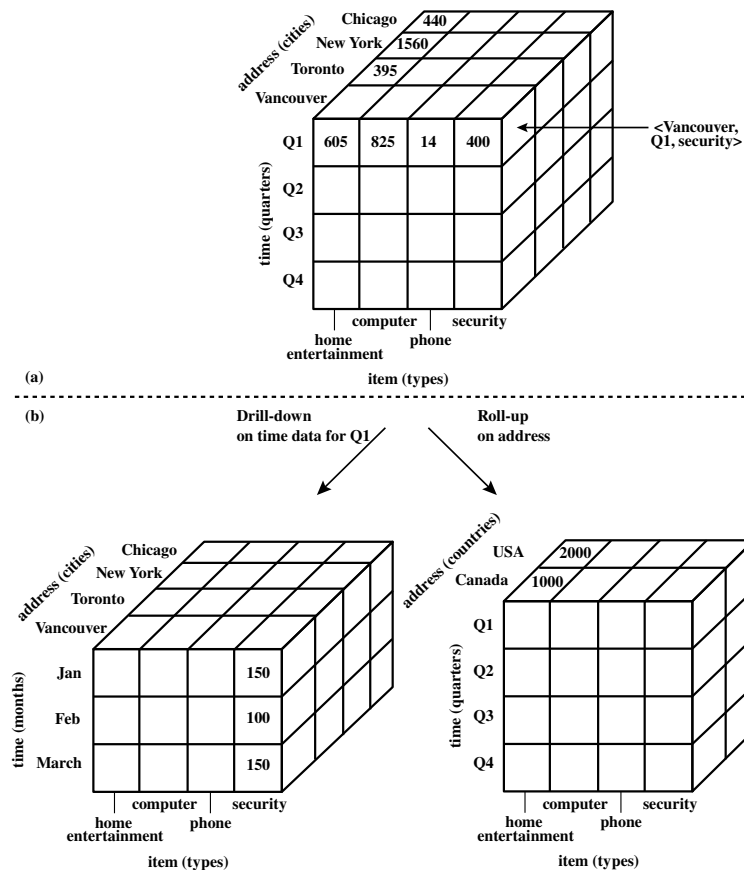 Chicago
440
New York
1560
address (cities)
Toronto
395
Vancouver
Q1
605 825 14 400
<Vancouver,
Q1, security>
Q2
Q3
Q4
time (quarters)
computer
security
home
entertainment
phone
item (types)
(a)
(b)
Drill-down
on time data for Q1
Roll-up
on address
address (cities)
Chicago
New York
Toronto
Vancouver
Jan
150
Feb
100
March
150
time (months)
computer
security
home
entertainment
phone
item (types)
address (countries)
USA
2000
Canada
1000
Q1
Q2
Q3
Q4
time (quarters)
computer
security
home
entertainment
phone
item (types)